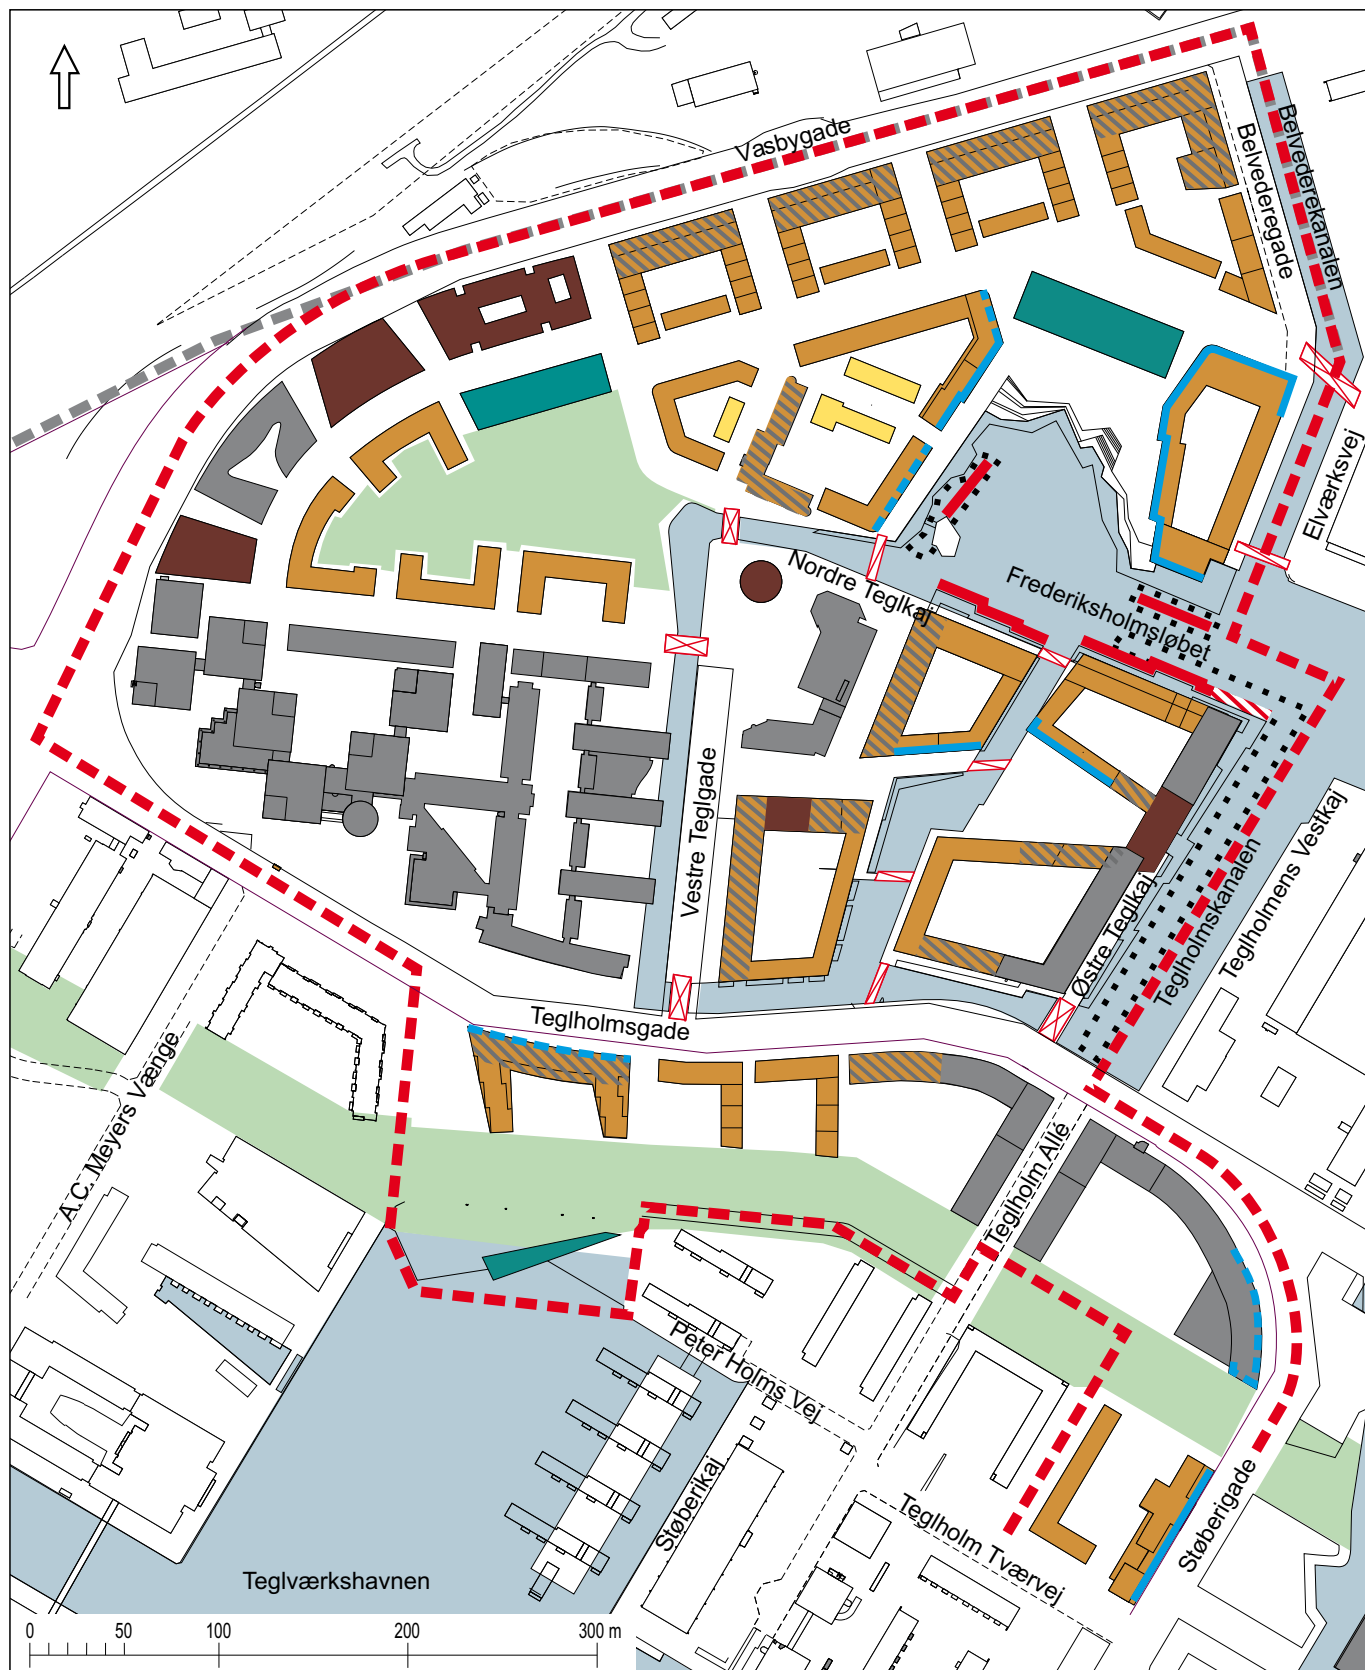 Vasbygade
Belvederegade
Belvederekanalen
Elværksvej
Nordre Teglkaj
Frederiksholmsløbet
Vestre Teglgade
Østre Teglkaj
Teglholmskanalen
Teglholmens Vestkaj
Teglholmsgade
A.C. Meyers Vænge
Teglholm Allé
Peter Holms Vej
Støberikaj
Teglholm Tværvej
Støberigade
Teglværkshavnen
0 50 100 200 300 m